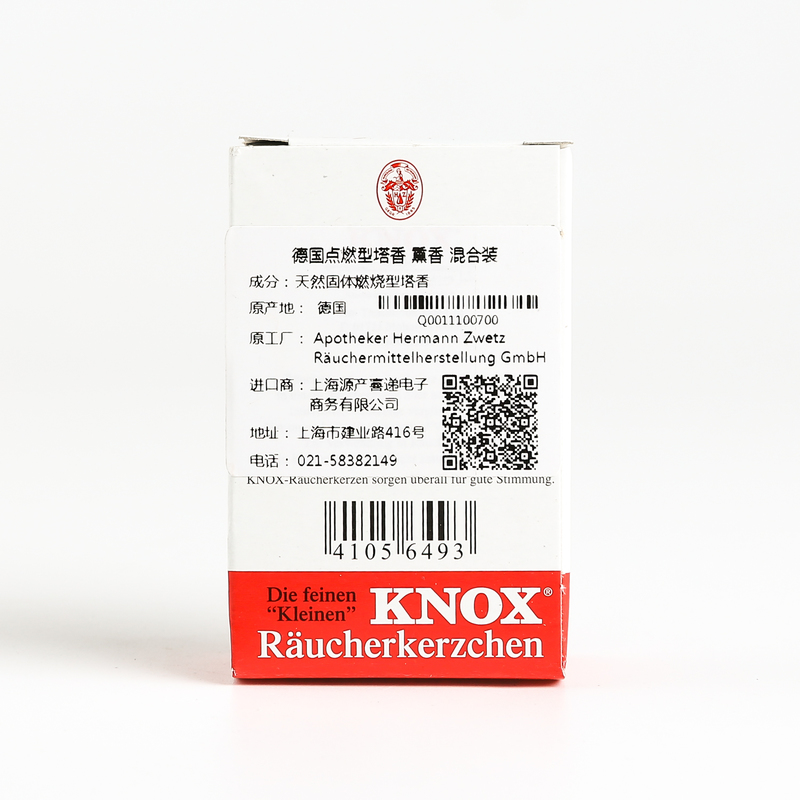 德国点燃型塔香 薰香 混合装
成分：天然固体燃烧型塔香
原产地： 德国
Q0011100700
原工厂： Apotheker Hermann Zwetz
Räuchermittelherstellung GmbH
进口商：上海源产喜递电子
商务有限公司
地址： 上海市建业路416号
电话： 021-58382149
KNOX-Räucherkerzen sorgen überall für gute Stimmung.
4105 6493
Die feinen
“Kleinen”
KNOX®
Räucherkerzchen